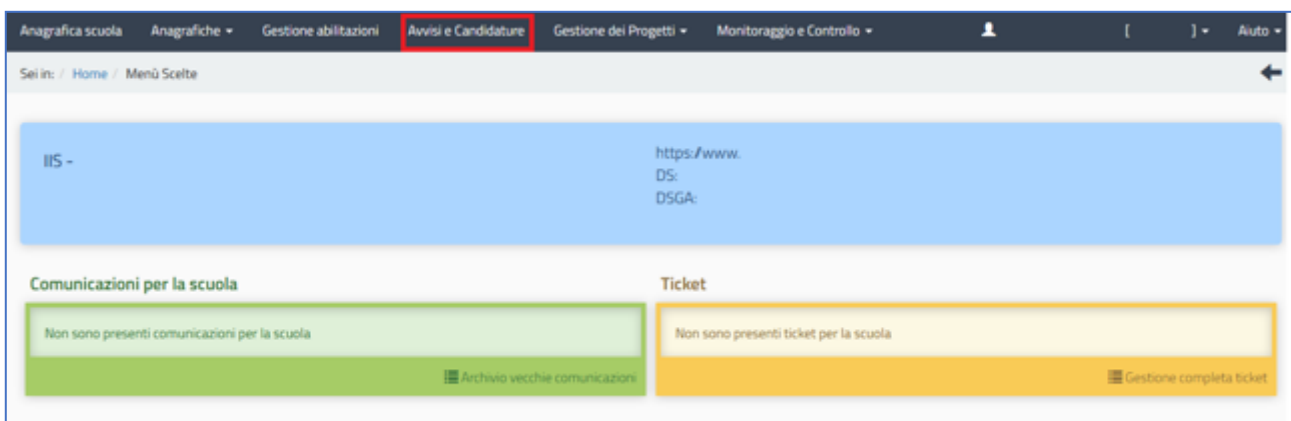 Anagrafica scuola Anagrafiche Gestione abilitazioni Avvisi e Candidature Gestione dei Progetti Monitoraggio e Controllo [ ] Aiuto
Sei in: / Home / Menù Scelte
IIS -
https://www.
DS:
DSGA:
Comunicazioni per la scuola
Non sono presenti comunicazioni per la scuola
Archivio vecchie comunicazioni
Ticket
Non sono presenti ticket per la scuola
Gestione completa ticket